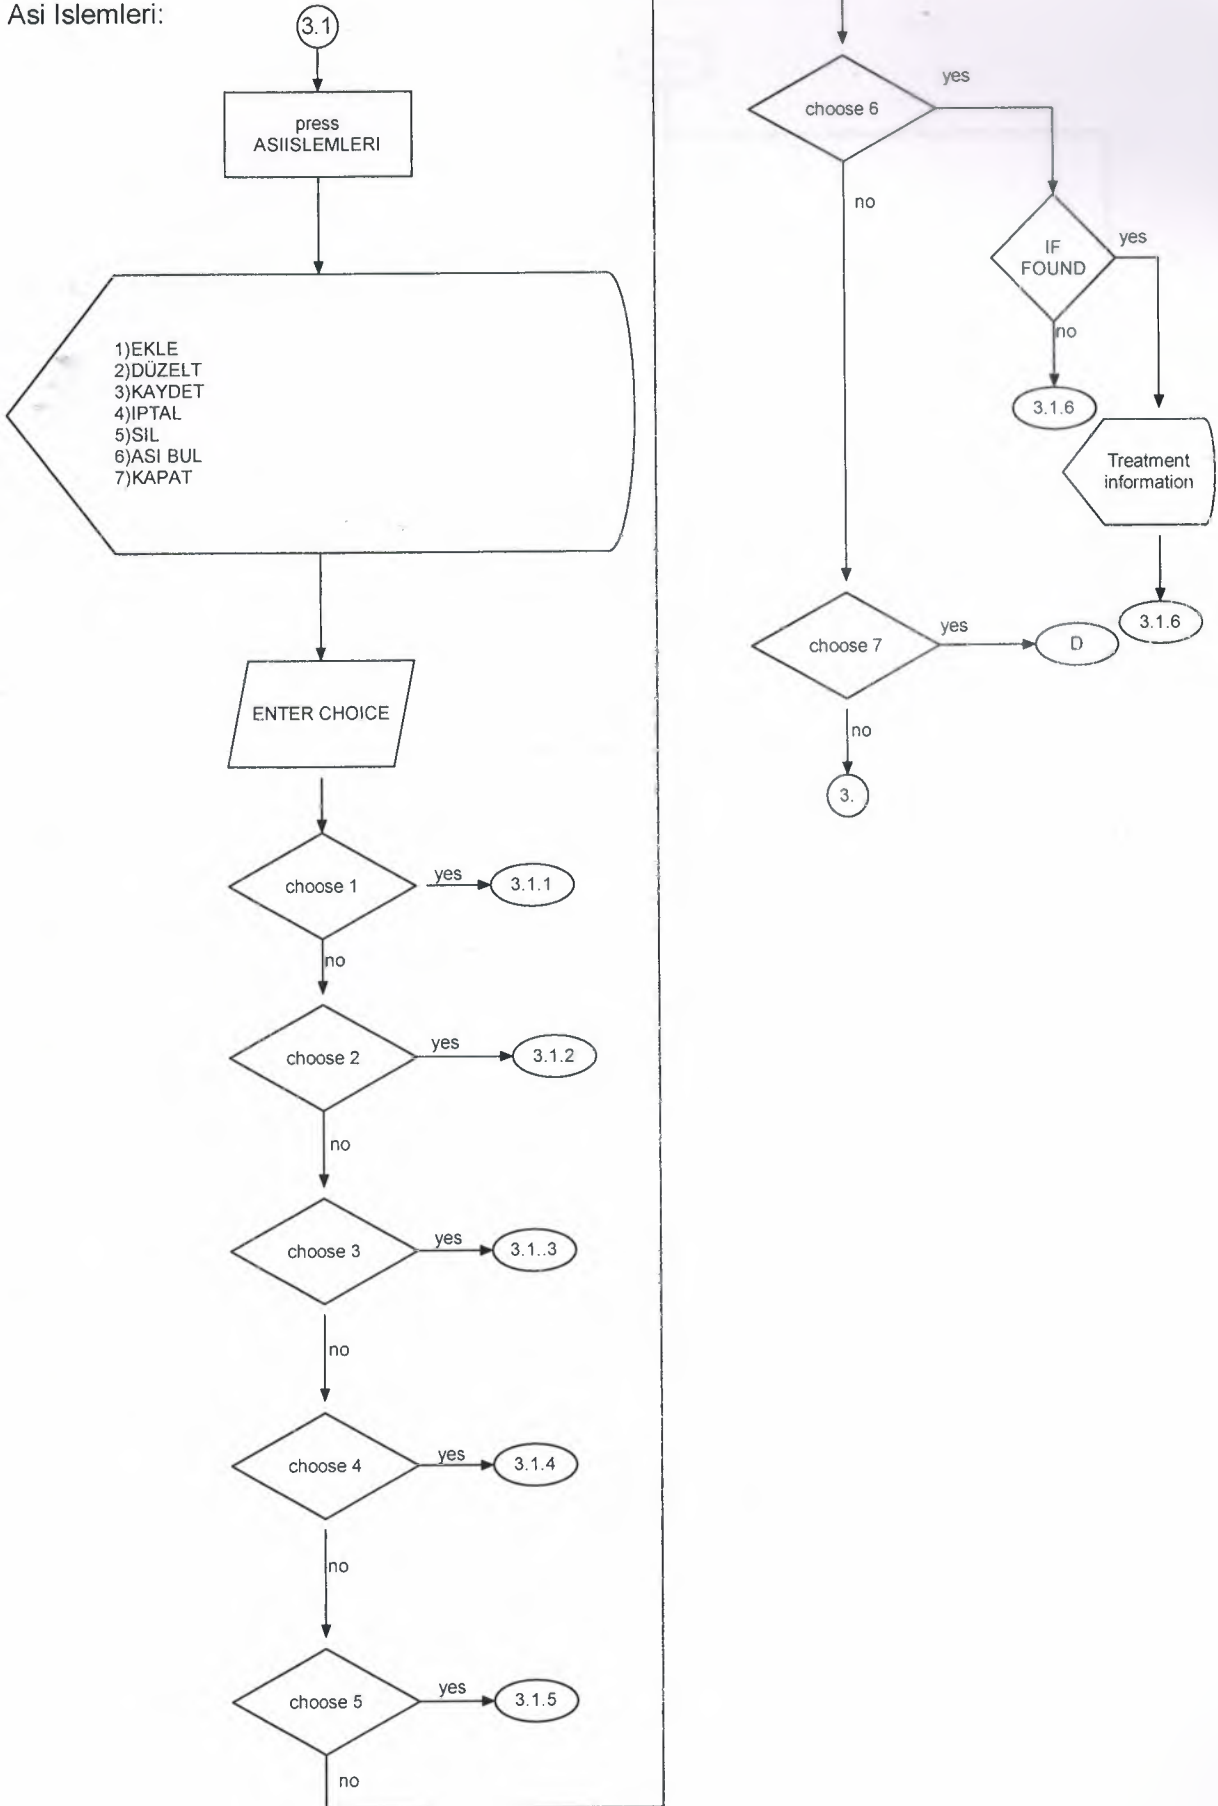 Asi Islemleri:
3.1
press
ASIISLEMLERI
1)EKLE
2)DÜZELT
3)KAYDET
4)IPTAL
5)SIL
6)ASI BUL
7)KAPAT
ENTER CHOICE
choose 1
yes
3.1.1
no
choose 2
yes
3.1.2
no
choose 3
yes
3.1..3
no
choose 4
yes
3.1.4
no
choose 5
yes
3.1.5
no
choose 6
yes
no
IF
FOUND
yes
no
3.1.6
Treatment
information
3.1.6
choose 7
yes
D
no
3.